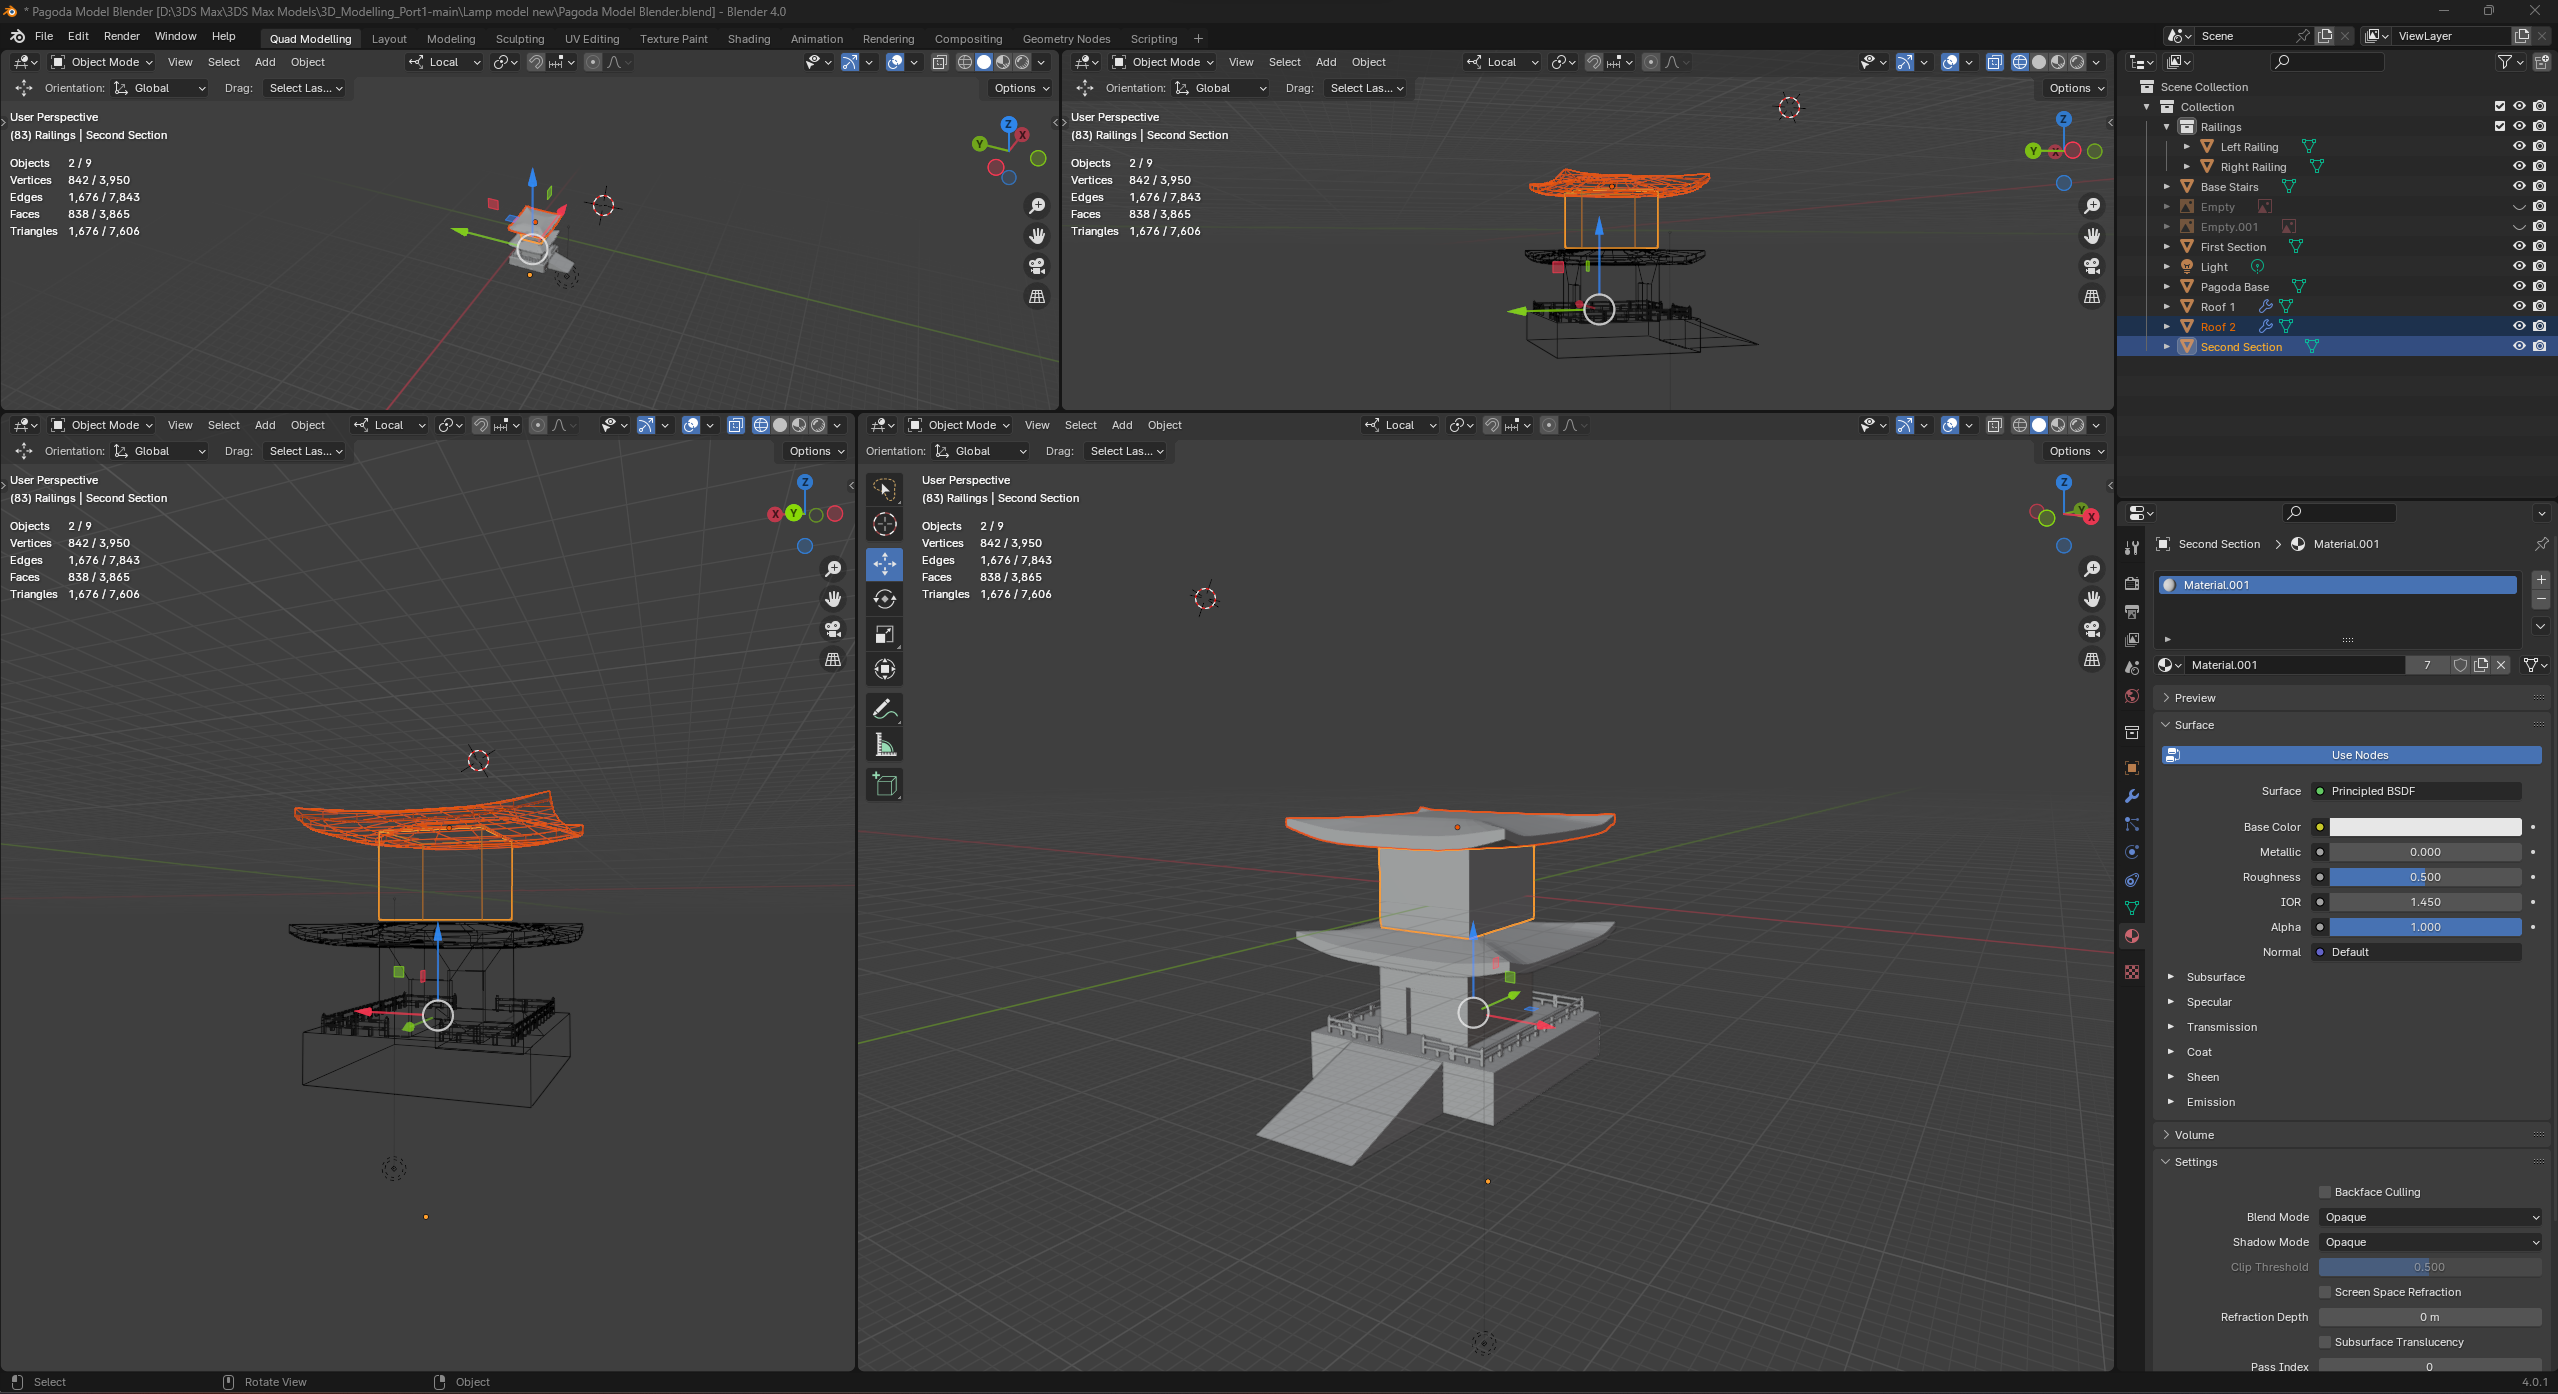 * Pagoda Model Blender [D:\3DS Max\3DS Max Models\3D_Modelling_Port1-main\Lamp model new\Pagoda Model Blender.blend] - Blender 4.0
File Edit Render Window Help Quad Modelling Layout Modeling Sculpting UV Editing Texture Paint Shading Animation Rendering Compositing Geometry Nodes Scripting + Scene ViewLayer
Object Mode View Select Add Object Local
Orientation: Global Drag: Select Las... Options
User Perspective
(83) Railings | Second Section
Objects 2 / 9
Vertices 842 / 3,950
Edges 1,676 / 7,843
Faces 838 / 3,865
Triangles 1,676 / 7,606
Z
X
Y
Object Mode View Select Add Object Local
Orientation: Global Drag: Select Las... Options
User Perspective
(83) Railings | Second Section
Objects 2 / 9
Vertices 842 / 3,950
Edges 1,676 / 7,843
Faces 838 / 3,865
Triangles 1,676 / 7,606
Z
Y X
Object Mode View Select Add Object Local
Orientation: Global Drag: Select Las... Options
User Perspective
(83) Railings | Second Section
Objects 2 / 9
Vertices 842 / 3,950
Edges 1,676 / 7,843
Faces 838 / 3,865
Triangles 1,676 / 7,606
Z
X Y
Object Mode View Select Add Object Local
Orientation: Global Drag: Select Las... Options
User Perspective
(83) Railings | Second Section
Objects 2 / 9
Vertices 842 / 3,950
Edges 1,676 / 7,843
Faces 838 / 3,865
Triangles 1,676 / 7,606
Z
Y
X
Scene Collection
Collection
Railings
Left Railing
Right Railing
Base Stairs
Empty
Empty.001
First Section
Light
Pagoda Base
Roof 1
Roof 2
Second Section
Second Section > Material.001
Material.001
Material.001 7
Preview
Surface
Use Nodes
Surface Principled BSDF
Base Color
Metallic 0.000
Roughness 0.500
IOR 1.450
Alpha 1.000
Normal Default
Subsurface
Specular
Transmission
Coat
Sheen
Emission
Volume
Settings
Backface Culling
Blend Mode Opaque
Shadow Mode Opaque
Clip Threshold 0.500
Screen Space Refraction
Refraction Depth 0 m
Subsurface Translucency
Pass Index 0
Select Rotate View Object 4.0.1